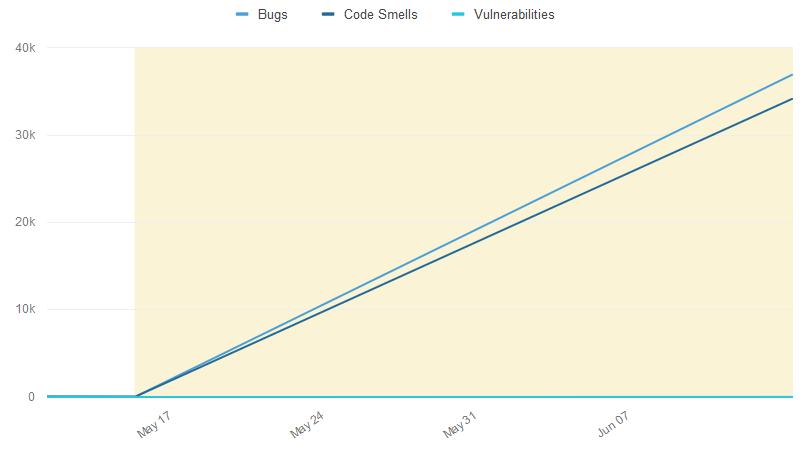 Bugs Code Smells Vulnerabilities
40k
30k
20k
10k
0
May 17 May 24 May 31 Jun 07